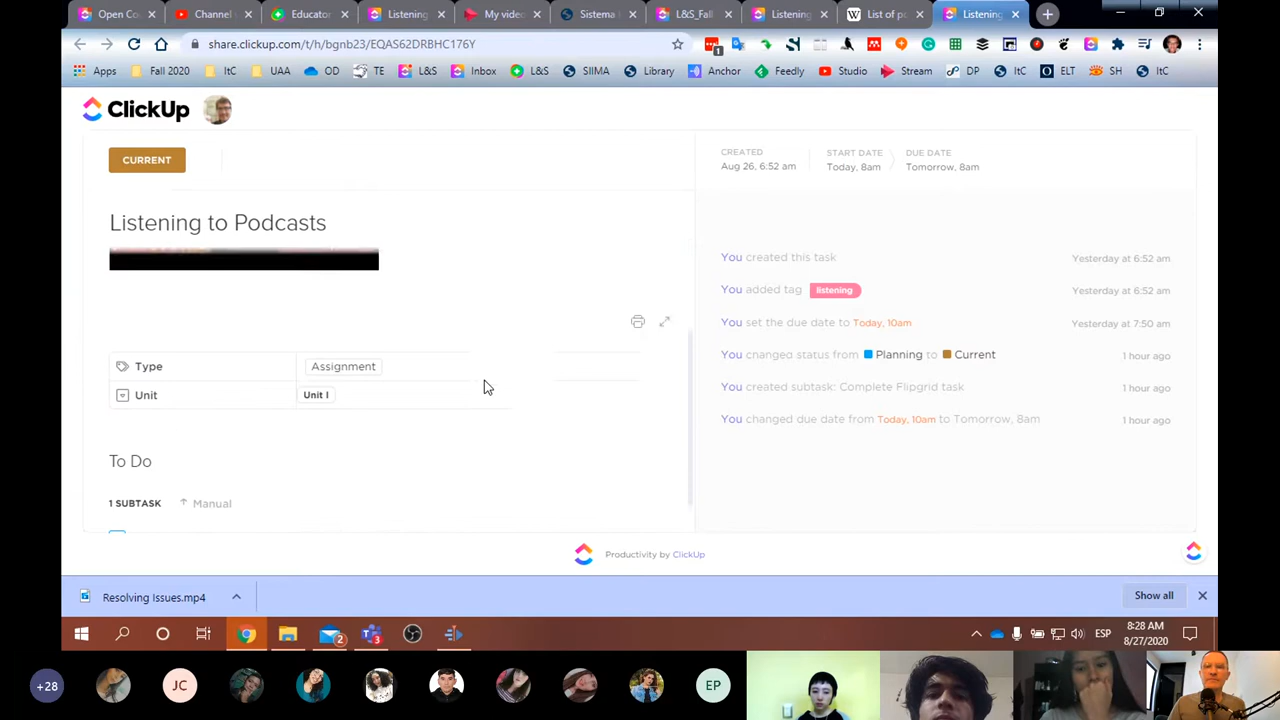 Open Co
Channel
Educator
Listening
My video
Sistema I
L&S_Fall
Listening
List of po
Listening
share.clickup.com/t/h/bgnb23/EQAS62DRBHC176Y
1
Apps
Fall 2020
ItC
UAA
OD
TE
L&S
Inbox
L&S
SIIMA
Library
Anchor
Feedly
Studio
Stream
DP
ItC
ELT
SH
ItC
ClickUp
CURRENT
CREATED
START DATE
DUE DATE
Aug 26, 6:52 am
Today, 8am
Tomorrow, 8am
Listening to Podcasts
You created this task
Yesterday at 6:52 am
You added tag listening
Yesterday at 6:52 am
You set the due date to Today, 10am
Yesterday at 7:50 am
You changed status from Planning to Current
1 hour ago
You created subtask: Complete Flipgrid task
1 hour ago
You changed due date from Today, 10am to Tomorrow, 8am
1 hour ago
Type
Assignment
Unit
Unit I
To Do
1 SUBTASK
Manual
Productivity by ClickUp
Resolving Issues.mp4
Show all
2
3
ESP
8:28 AM
8/27/2020
+28
JC
EP